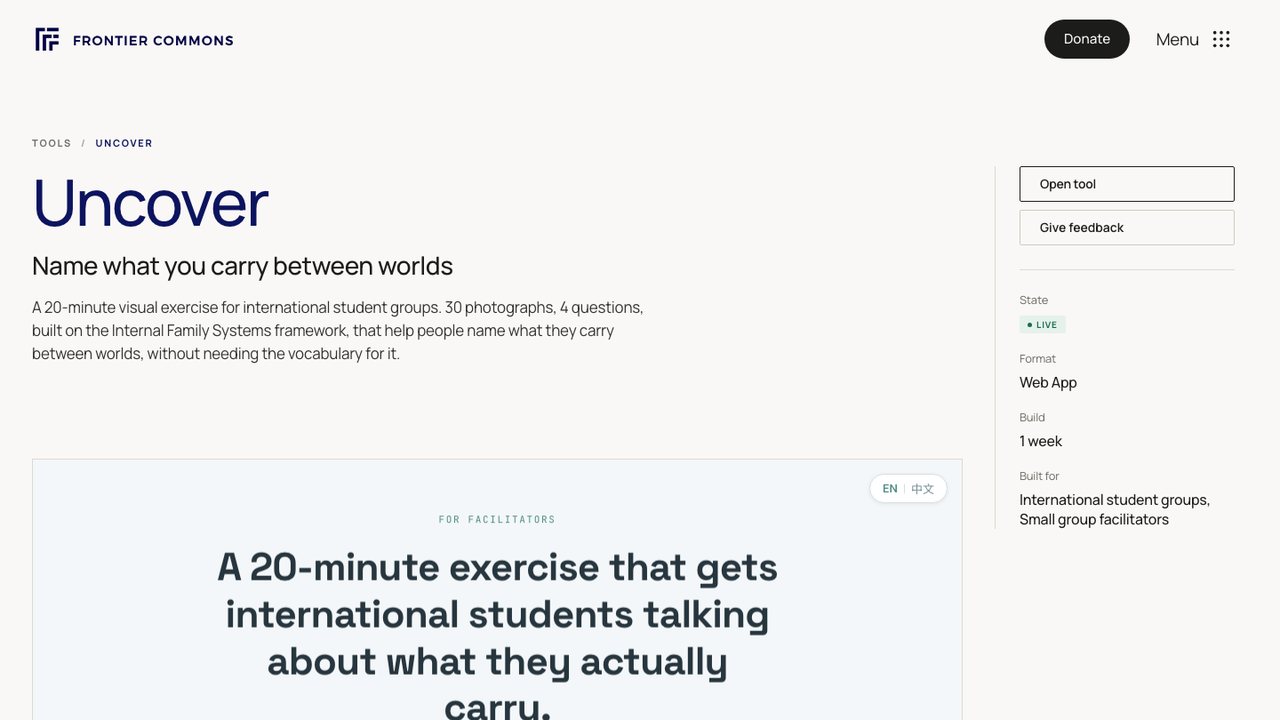 FRONTIER COMMONS
Donate
Menu
TOOLS / UNCOVER
Uncover
Name what you carry between worlds
A 20-minute visual exercise for international student groups. 30 photographs, 4 questions,
built on the Internal Family Systems framework, that help people name what they carry
between worlds, without needing the vocabulary for it.
Open tool
Give feedback
State
LIVE
Format
Web App
Build
1 week
Built for
International student groups,
Small group facilitators
EN | 中文
FOR FACILITATORS
A 20-minute exercise that gets
international students talking
about what they actually
carry.